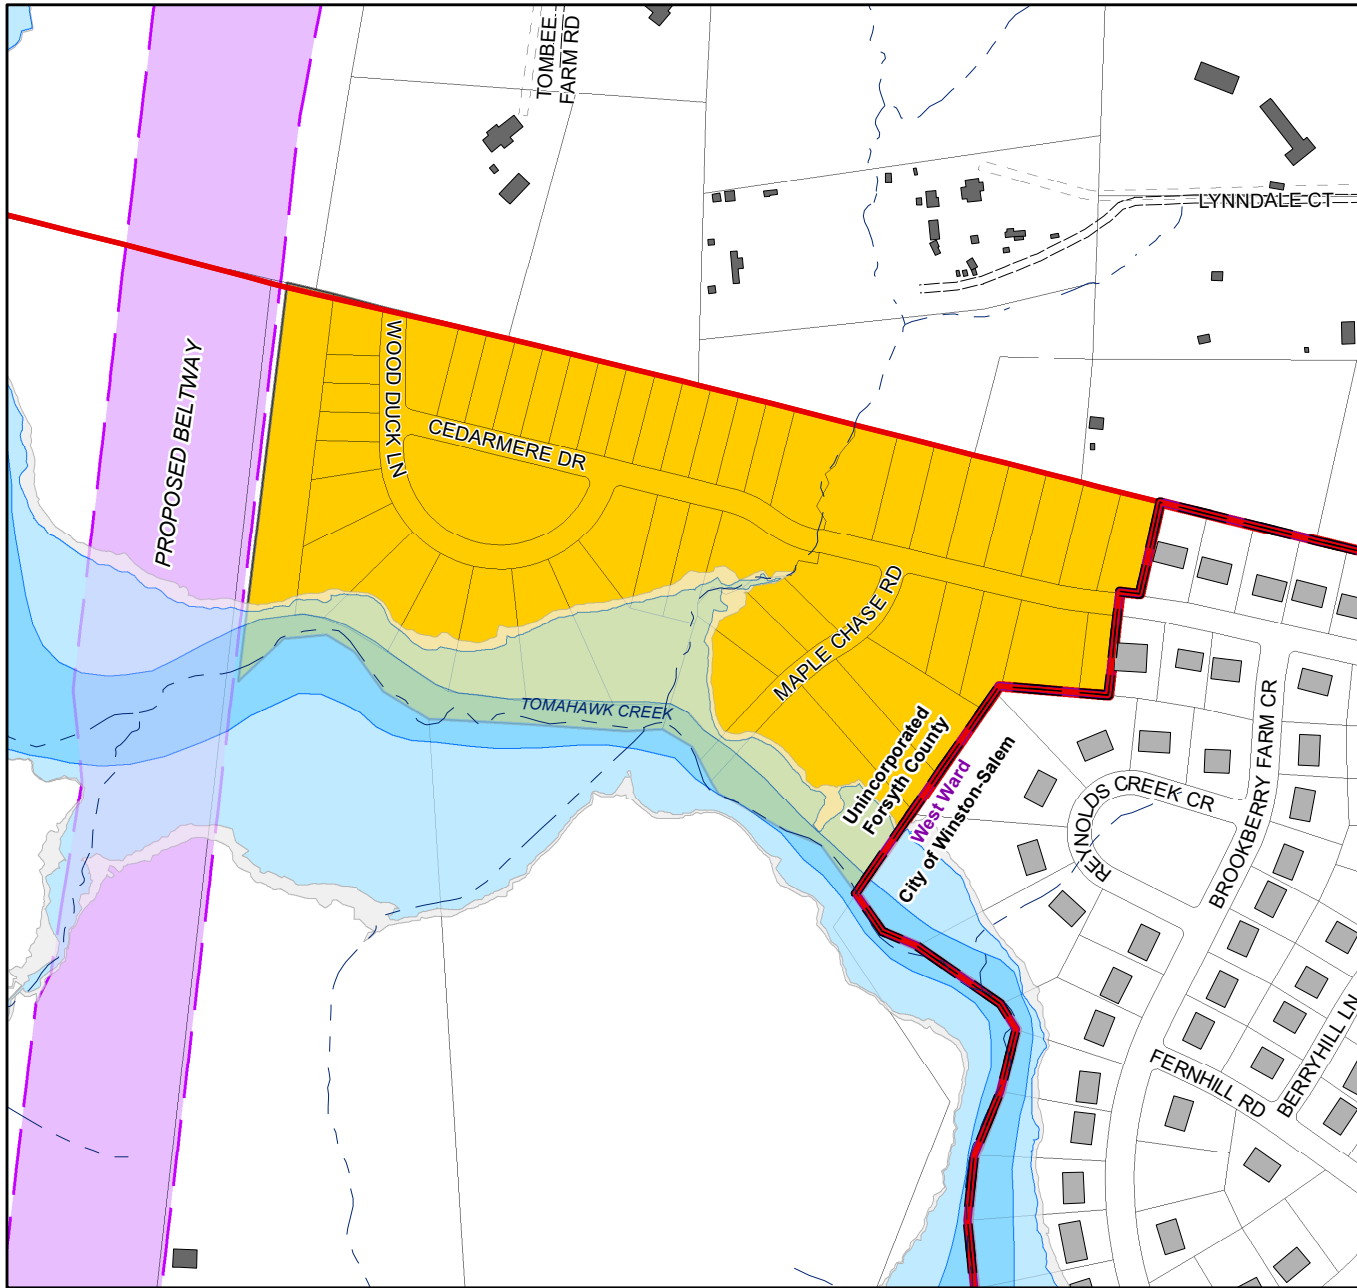 TOMBEE
FARM RD
LYNNDALE CT
PROPOSED BELTWAY
WOOD DUCK LN
CEDARMERE DR
MAPLE CHASE RD
TOMAHAWK CREEK
Unincorporated
Forsyth County
West Ward
City of Winston-Salem
REYNOLDS CREEK CR
BROOKBERRY FARM CR
FERNHILL RD
BERRYHILL LN